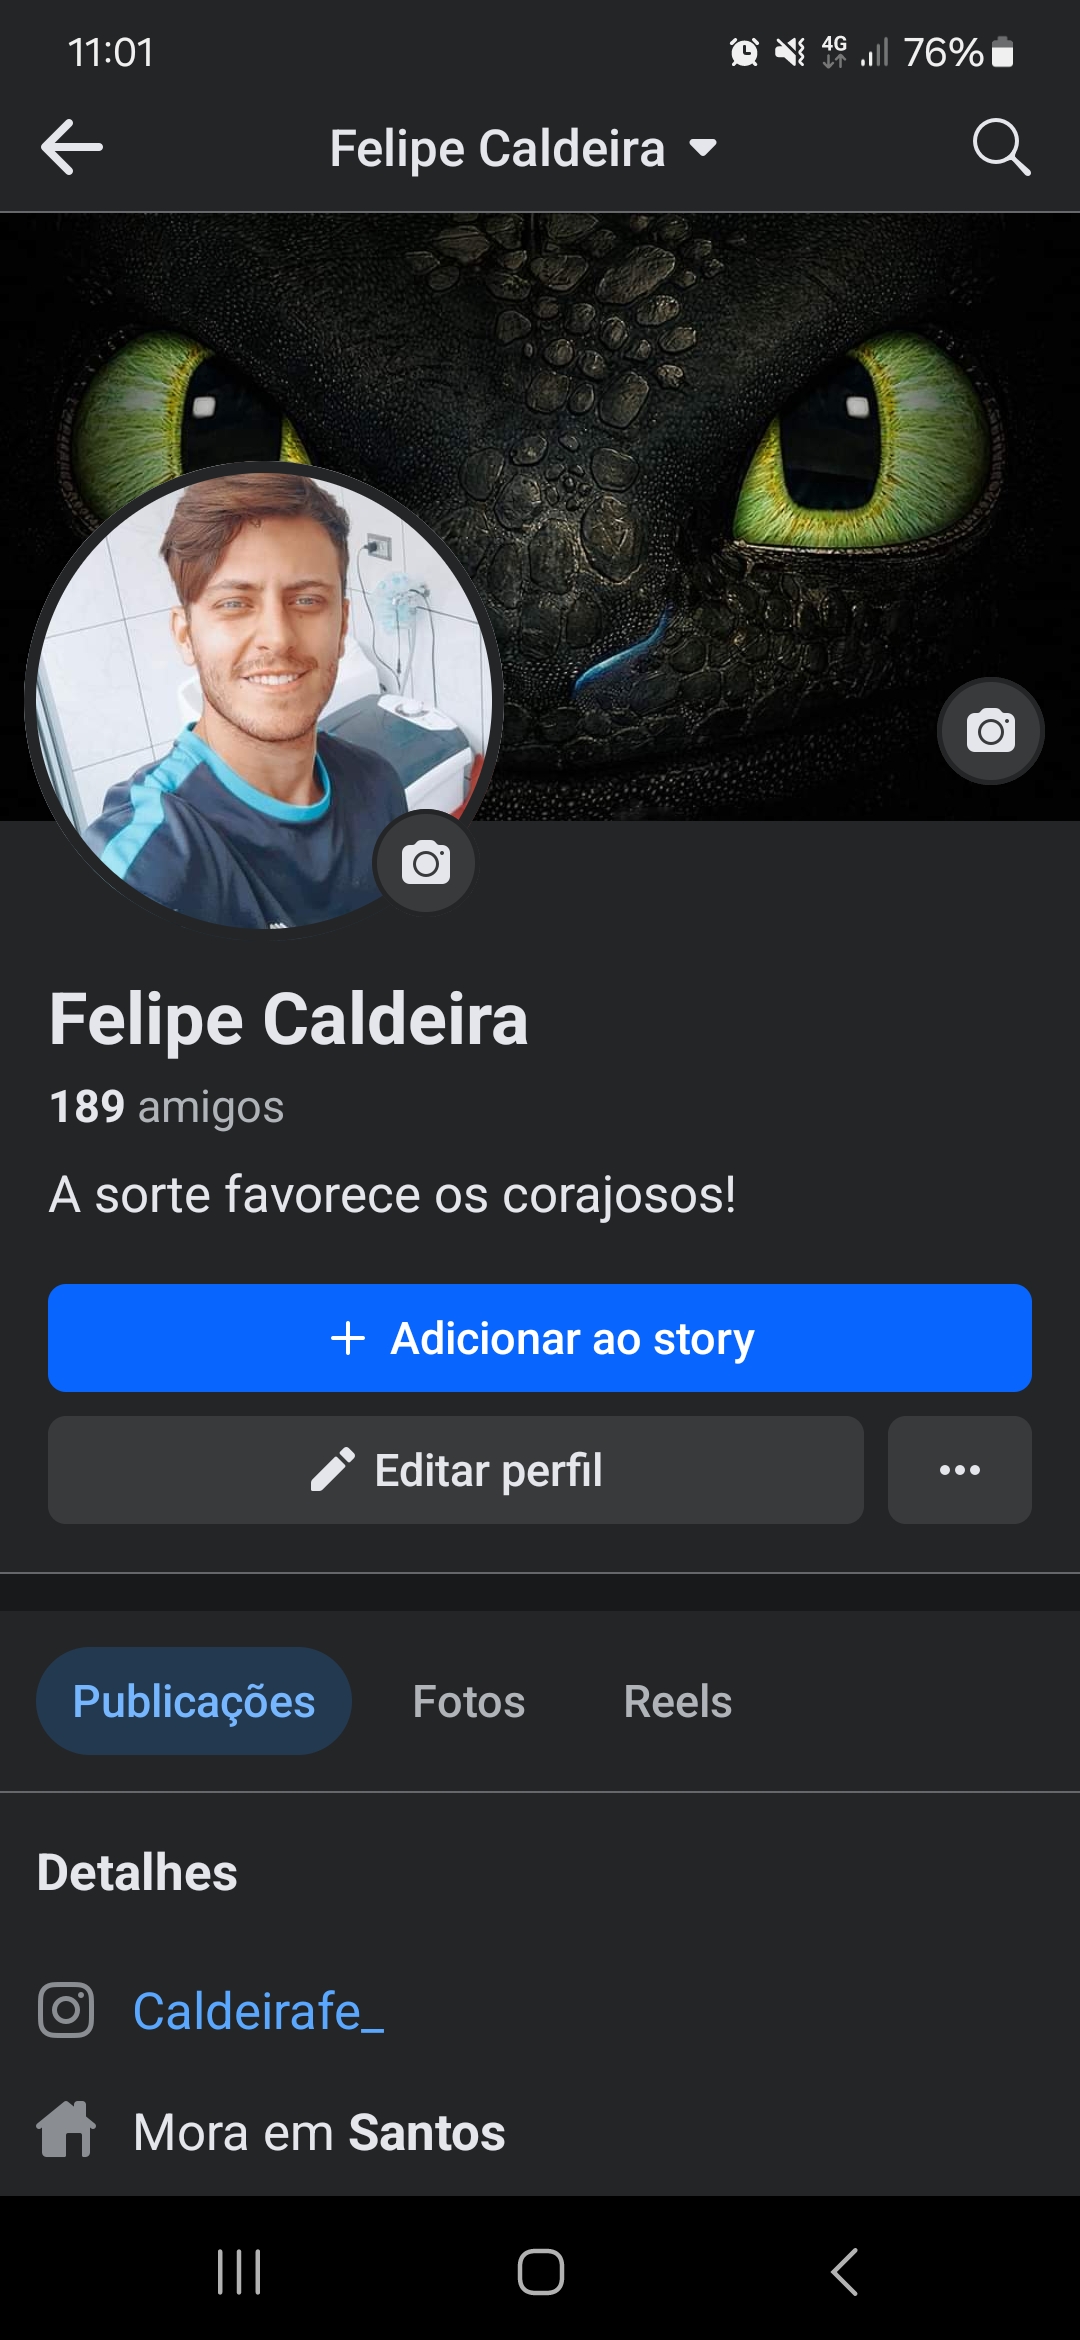 11:01
4G
76%
Felipe Caldeira
Felipe Caldeira
189 amigos
A sorte favorece os corajosos!
Adicionar ao story
Editar perfil
Publicações
Fotos
Reels
Detalhes
Caldeirafe_
Mora em Santos